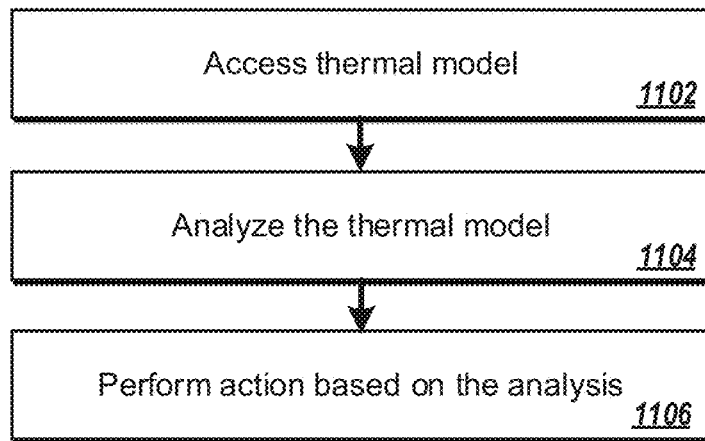 Access thermal model
1102
Analyze the thermal model
1104
Perform action based on the analysis
1106